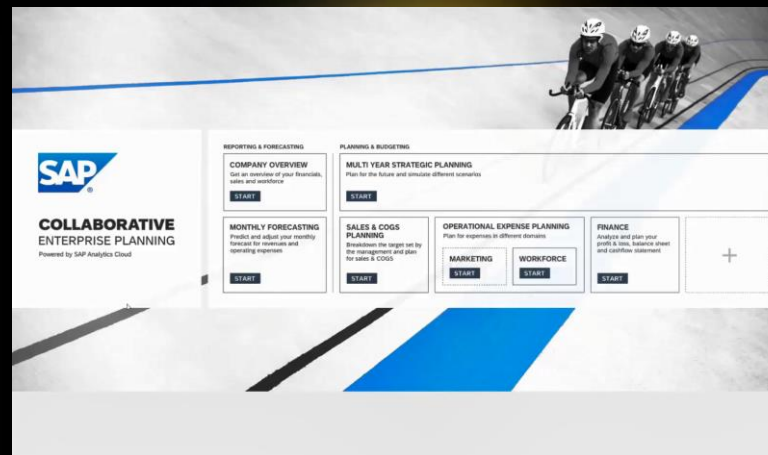 SAP
®
COLLABORATIVE
ENTERPRISE PLANNING
Powered by SAP Analytics Cloud
REPORTING & FORECASTING
COMPANY OVERVIEW
Get an overview of your financials,
sales and workforce
START
MONTHLY FORECASTING
Predict and adjust your monthly
forecast for revenues and
operating expenses
START
PLANNING & BUDGETING
MULTI YEAR STRATEGIC PLANNING
Plan for the future and simulate different scenarios
START
SALES & COGS
PLANNING
Breakdown the target set by
the management and plan
for sales & COGS
START
OPERATIONAL EXPENSE PLANNING
Plan for expenses in different domains
MARKETING
START
WORKFORCE
START
FINANCE
Analyze and plan your
profit & loss, balance sheet
and cashflow statement
START
+